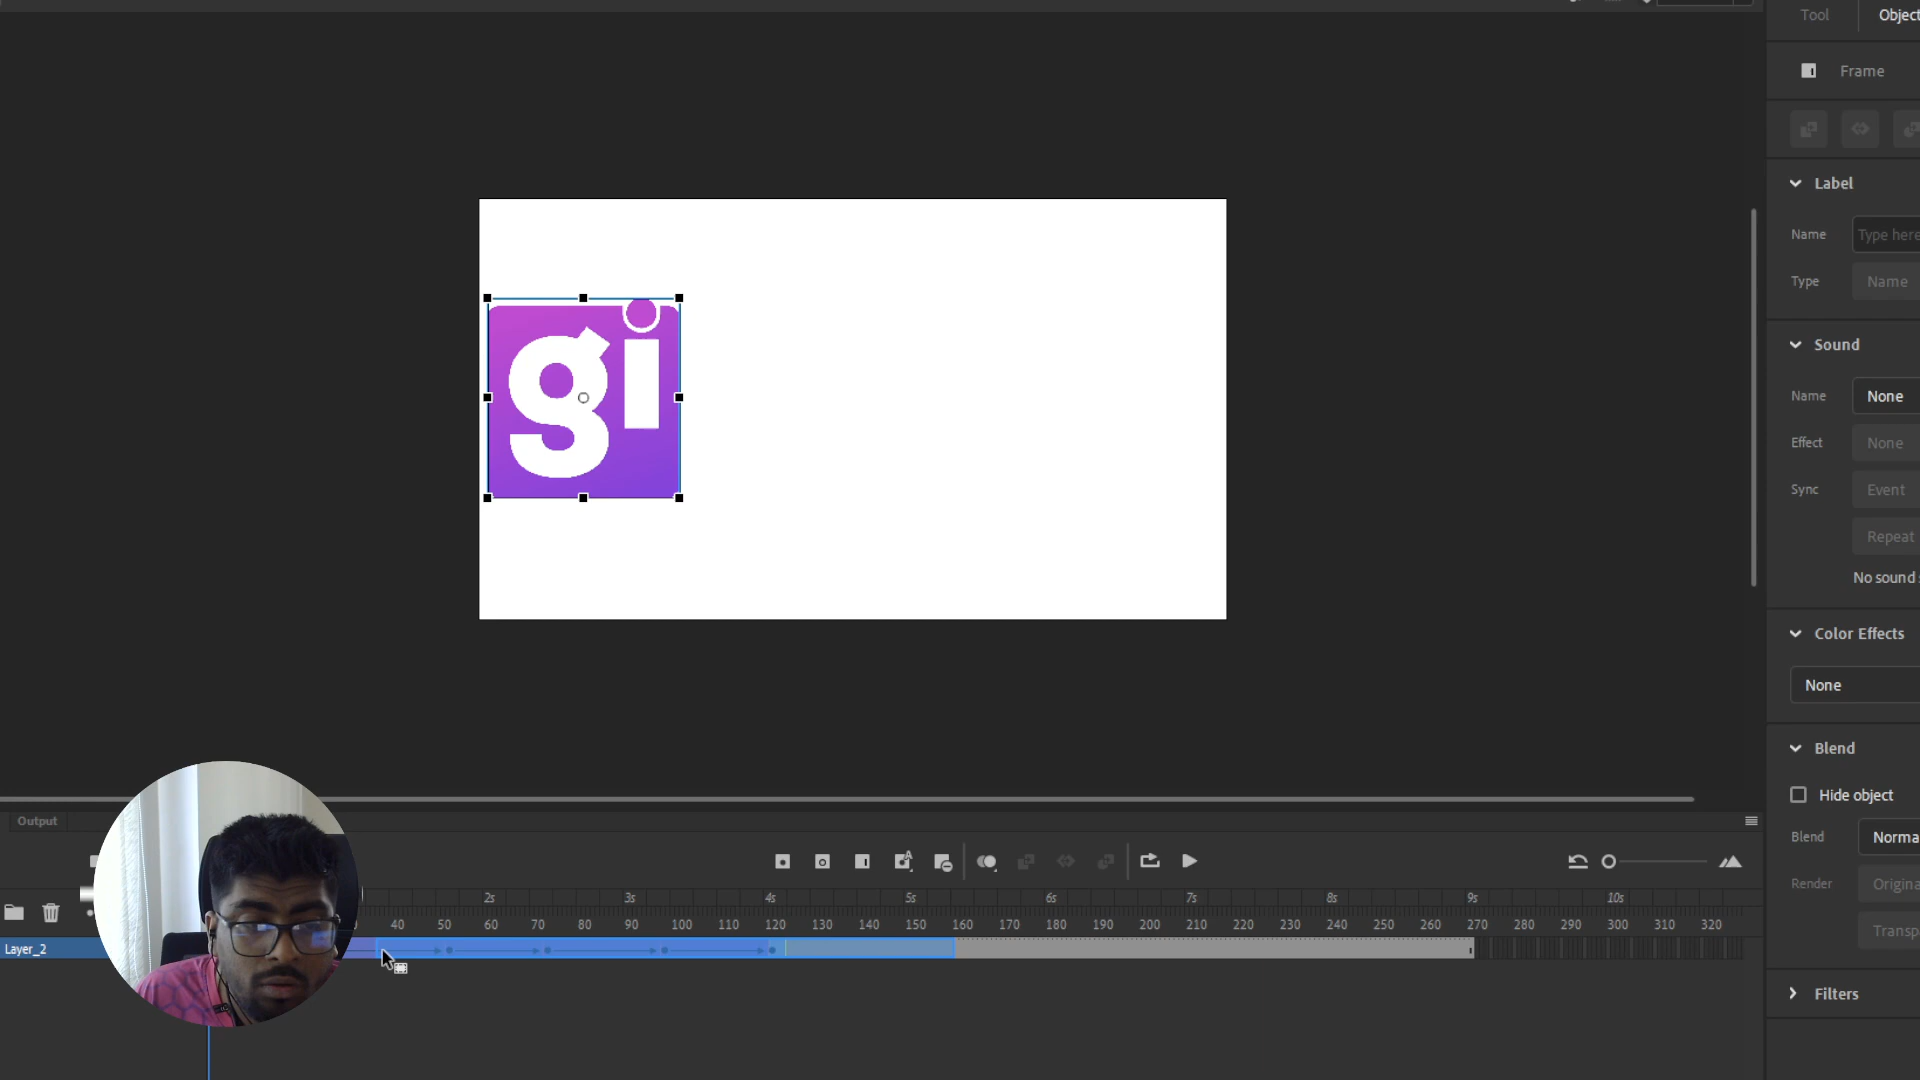 Tool
Object
Frame
Label
Name
Type here
Type
Name
gi
Sound
Name
None
Effect
None
Sync
Event
Repeat
No sound
Color Effects
None
Blend
Hide object
Blend
Norma
Render
Origina
Transp
Filters
Output
2s 3s 4s 5s 6s 7s 8s 9s 10s
40 50 60 70 80 90 100 110 120 130 140 150 160 170 180 190 200 210 220 230 240 250 260 270 280 290 300 310 320
Layer_2